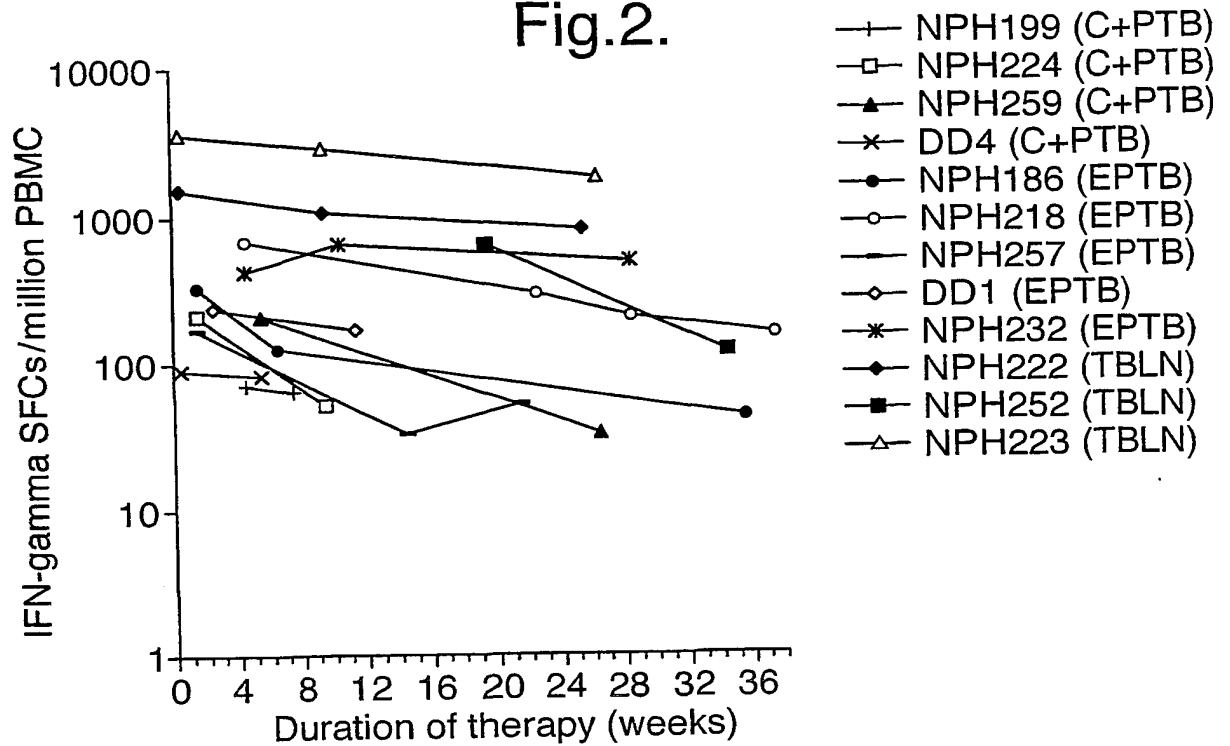 Fig.2.
IFN-gamma SFCs/million PBMC
10000
1000
100
10
1
0 4 8 12 16 20 24 28 32 36
Duration of therapy (weeks)
NPH199 (C+PTB)
NPH224 (C+PTB)
NPH259 (C+PTB)
DD4 (C+PTB)
NPH186 (EPTB)
NPH218 (EPTB)
NPH257 (EPTB)
DD1 (EPTB)
NPH232 (EPTB)
NPH222 (TBLN)
NPH252 (TBLN)
NPH223 (TBLN)